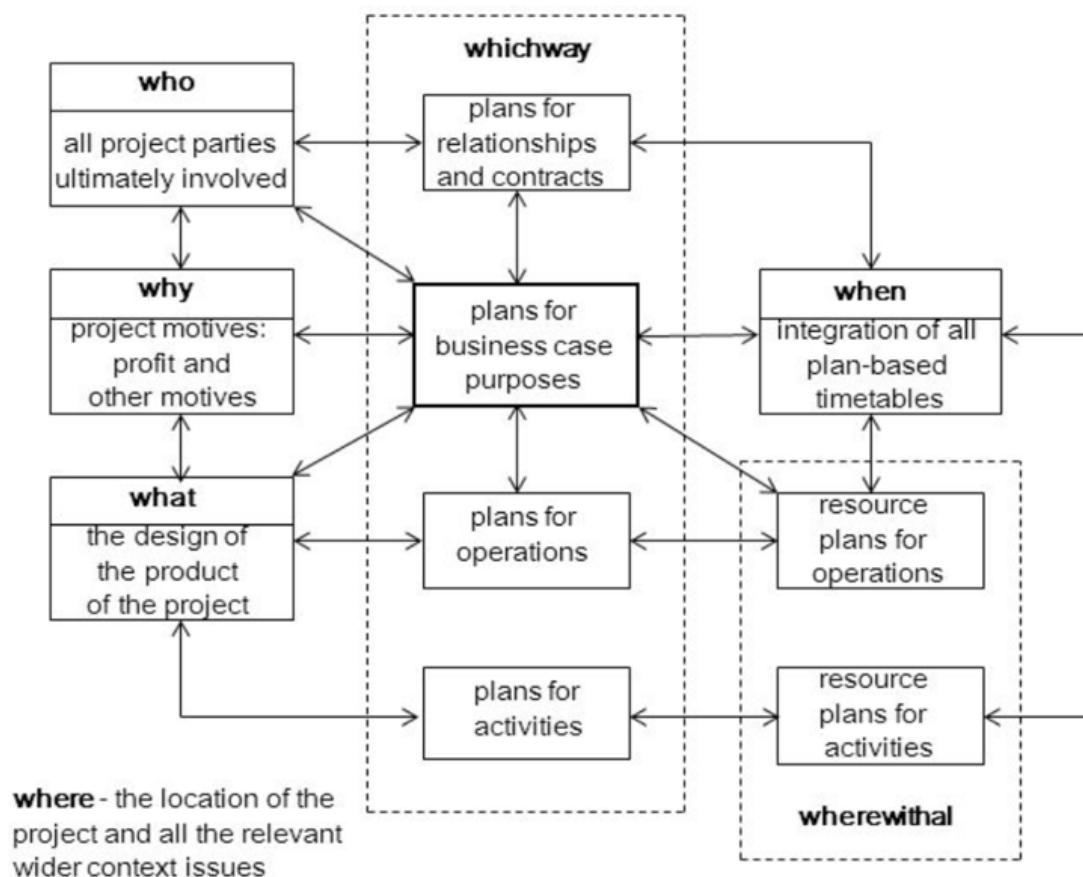 whichway
who
all project parties
ultimately involved
plans for
relationships
and contracts
why
project motives:
profit and
other motives
plans for
business case
purposes
when
integration of all
plan-based
timetables
what
the design of
the product
of the project
plans for
operations
resource
plans for
operations
plans for
activities
resource
plans for
activities
where - the location of the
project and all the relevant
wider context issues
wherewithal